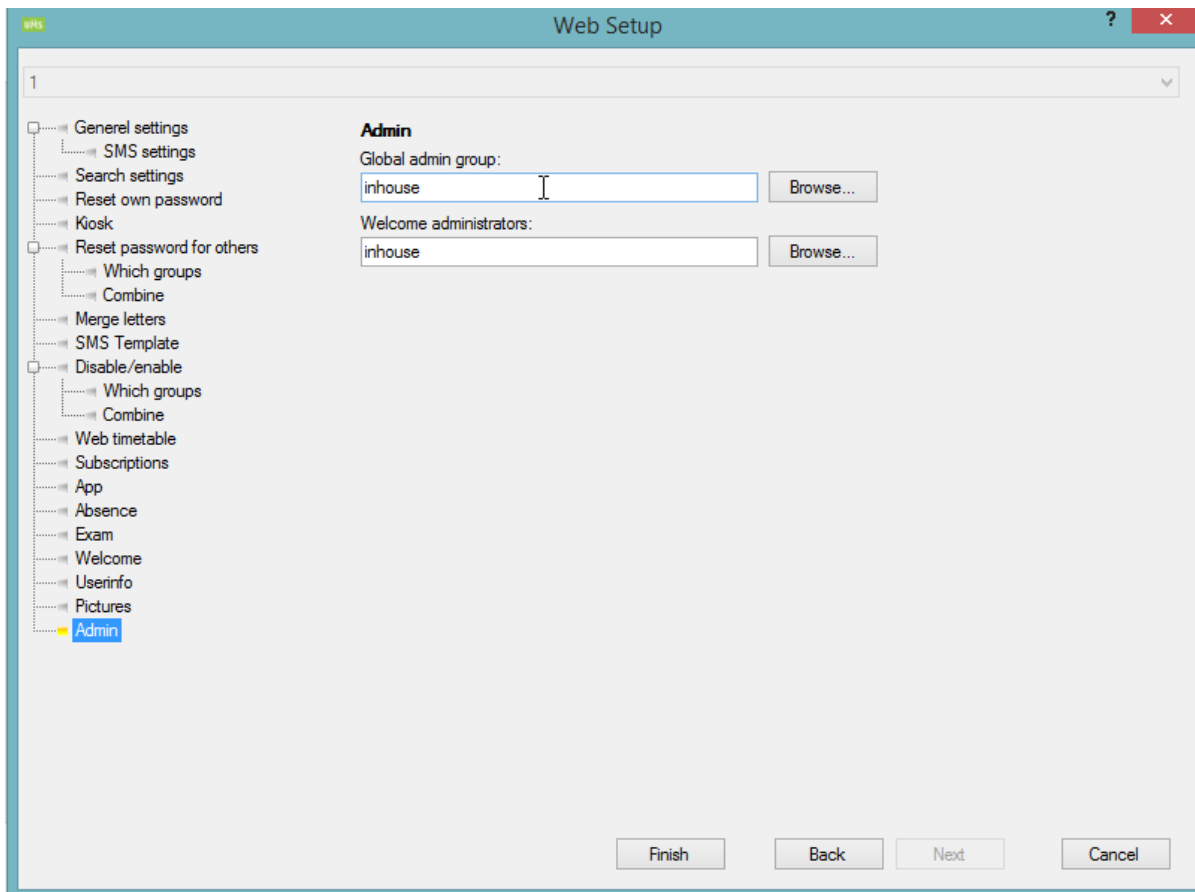 uMs
Web Setup
?
1
Generel settings
SMS settings
Search settings
Reset own password
Kiosk
Reset password for others
Which groups
Combine
Merge letters
SMS Template
Disable/enable
Which groups
Combine
Web timetable
Subscriptions
App
Absence
Exam
Welcome
Userinfo
Pictures
Admin
Admin
Global admin group:
inhouse
Browse...
Welcome administrators:
inhouse
Browse...
Finish
Back
Next
Cancel